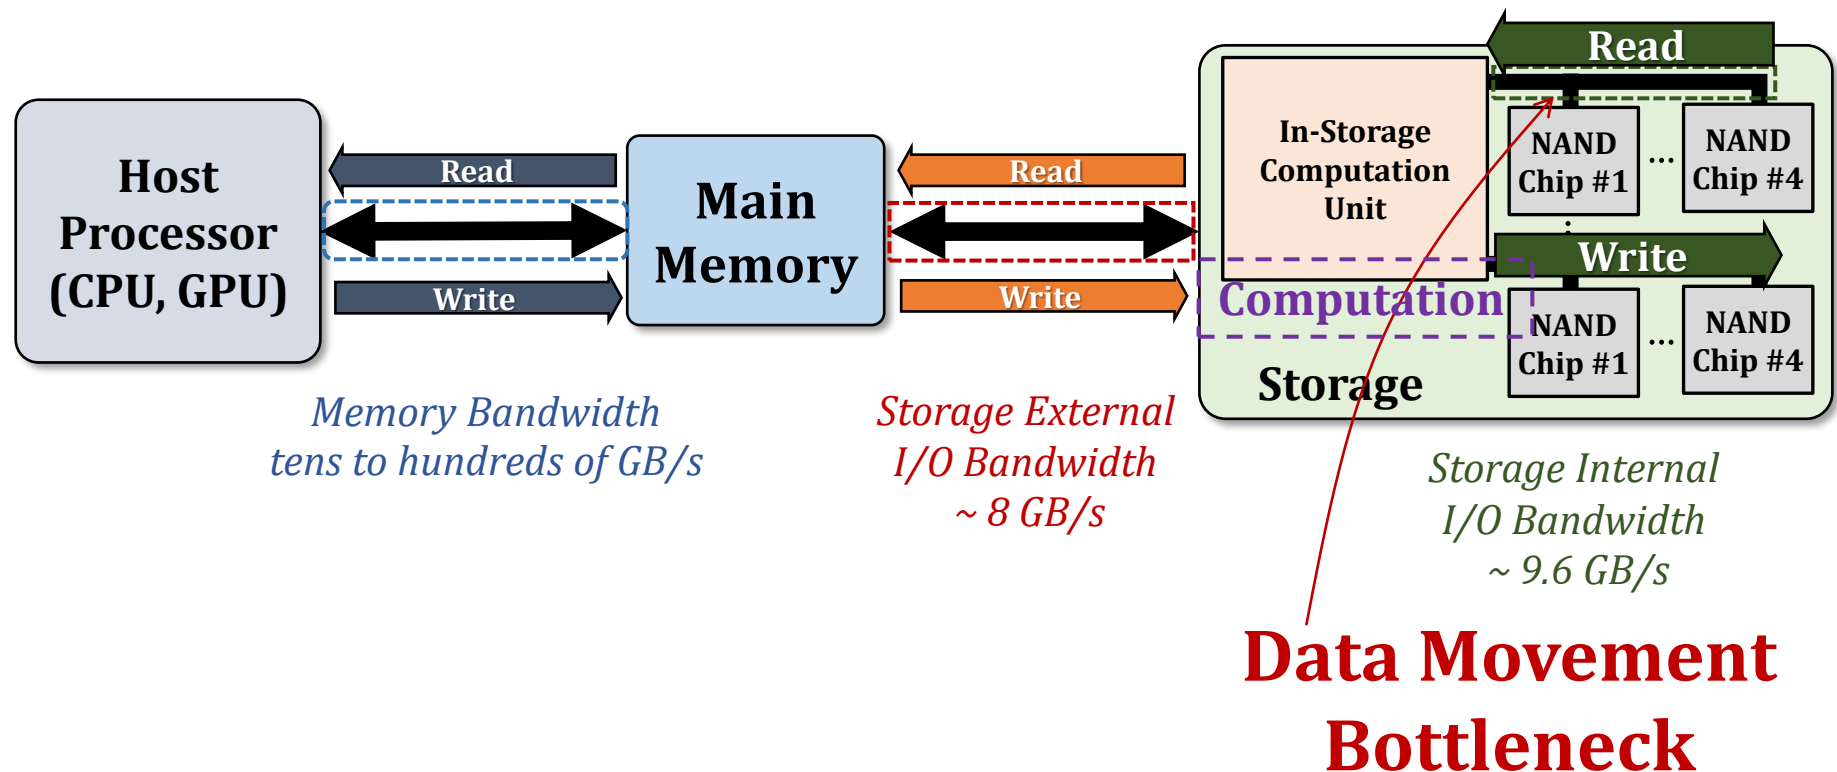 Host
Processor
(CPU, GPU)
Read
Write
Main
Memory
Read
Write
In-Storage
Computation
Unit
Read
NAND
Chip #1
...
NAND
Chip #4
Write
Computation
NAND
Chip #1
...
NAND
Chip #4
Storage
Memory Bandwidth
tens to hundreds of GB/s
Storage External
I/O Bandwidth
~ 8 GB/s
Storage Internal
I/O Bandwidth
~ 9.6 GB/s
Data Movement
Bottleneck